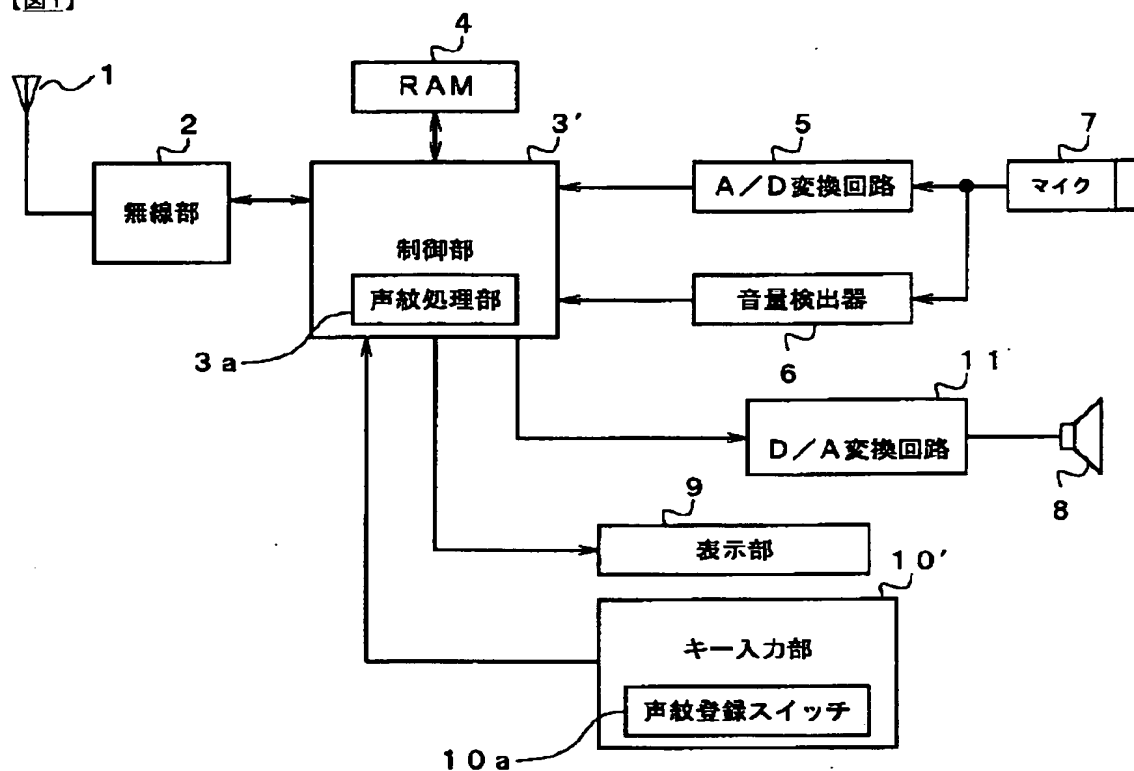 【図1】
4
1
RAM
2
3′
5
7
A/D変換回路
マイク
無線部
制御部
声紋処理部
音量検出器
3a
6
11
D/A変換回路
8
9
表示部
10′
キー入力部
声紋登録スイッチ
10a